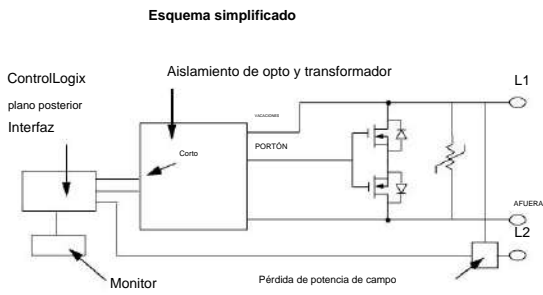 Esquema simplificado
ControlLogix
plano posterior
Interfaz
Aislamiento de opto y transformador
L1
VACACIONES
PORTÓN
Corto
AFUERA
L2
Monitor
Pérdida de potencia de campo